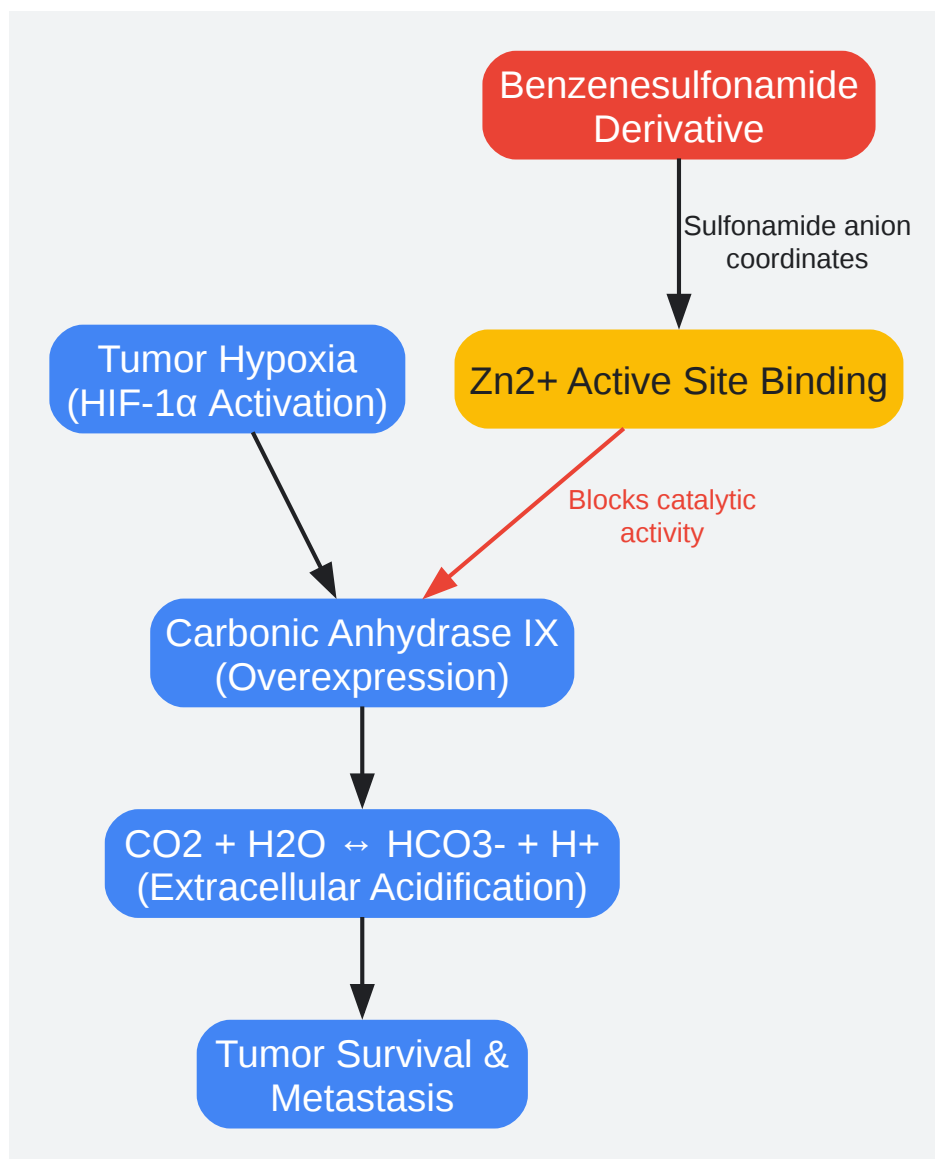 Benzenesulfonamide
Derivative
Sulfonamide anion
coordinates
Tumor Hypoxia
(HIF-1α Activation)
Zn2+ Active Site Binding
Blocks catalytic
activity
Carbonic Anhydrase IX
(Overexpression)
CO2 + H2O ↔ HCO3- + H+
(Extracellular Acidification)
Tumor Survival &
Metastasis